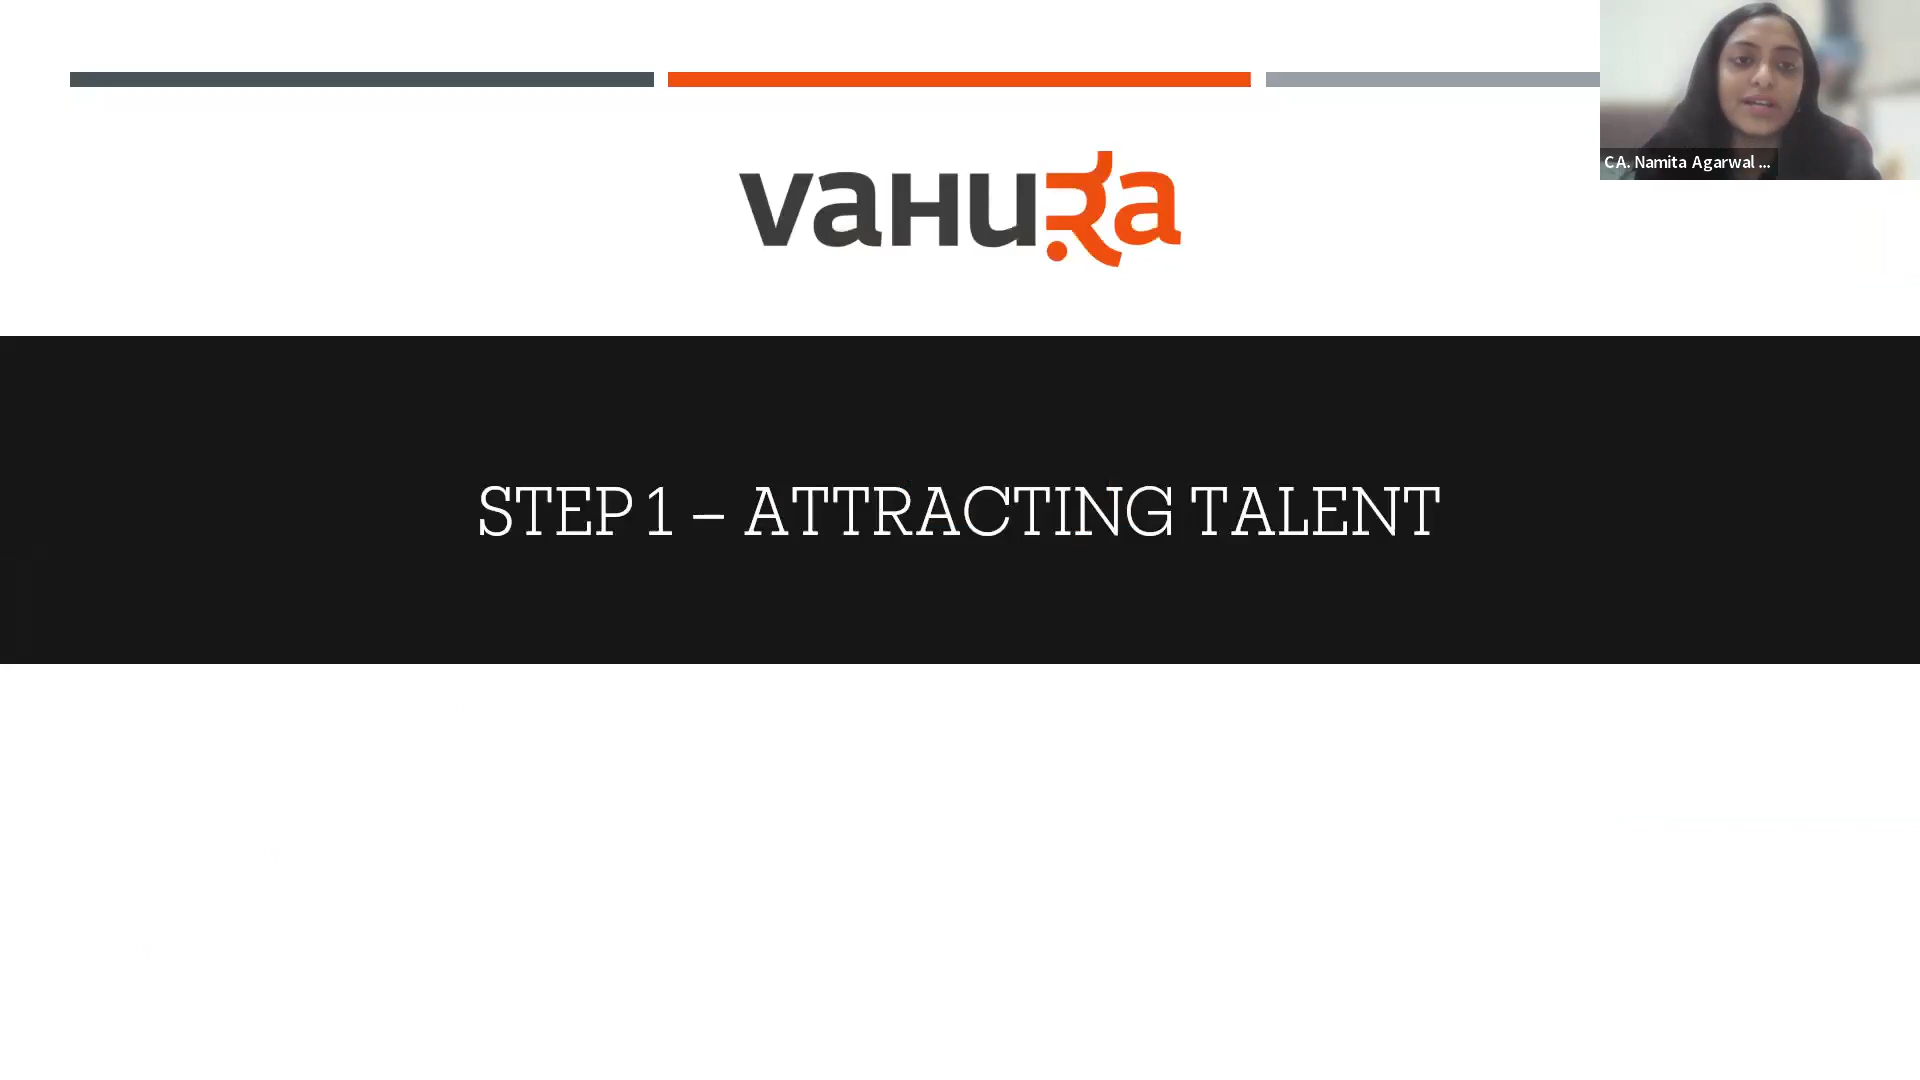 vaHuRa
STEP 1 – ATTRACTING TALENT
CA. Namita Agarwal ...